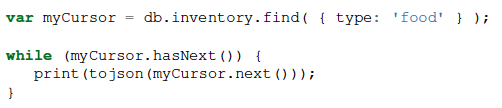 var myCursor = db.inventory.find( { type: 'food' } );
while (myCursor.hasNext()) {
print(tojson(myCursor.next()));
}